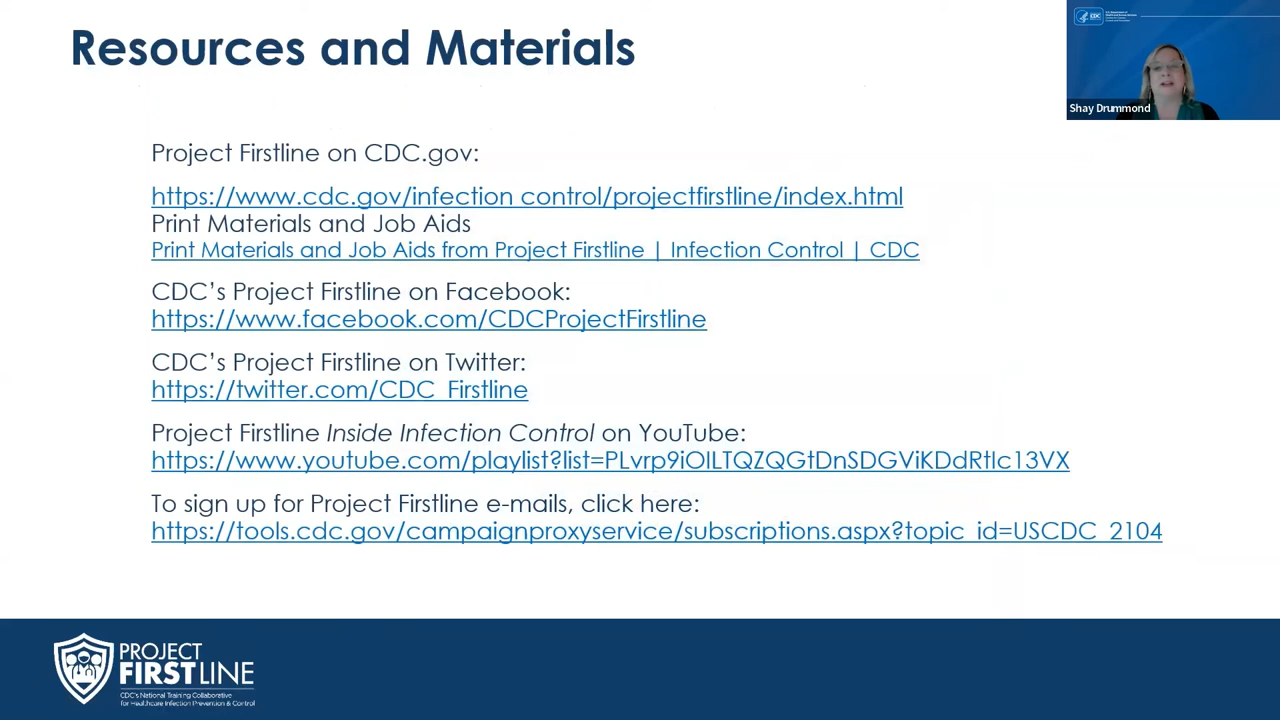 Resources and Materials
Shay Drummond
CDC
Project Firstline on CDC.gov:
https://www.cdc.gov/infection control/projectfirstline/index.html
Print Materials and Job Aids
Print Materials and Job Aids from Project Firstline | Infection Control | CDC
CDC’s Project Firstline on Facebook:
https://www.facebook.com/CDCProjectFirstline
CDC’s Project Firstline on Twitter:
https://twitter.com/CDC_Firstline
Project Firstline Inside Infection Control on YouTube:
https://www.youtube.com/playlist?list=PLvrp9iOILTQZQGtDnSDGViKDdRtIc13VX
To sign up for Project Firstline e-mails, click here:
https://tools.cdc.gov/campaignproxyservice/subscriptions.aspx?topic_id=USCDC_2104
PROJECT
FIRSTLINE
CDC's National Training Collaborative
for Healthcare Infection Prevention & Control